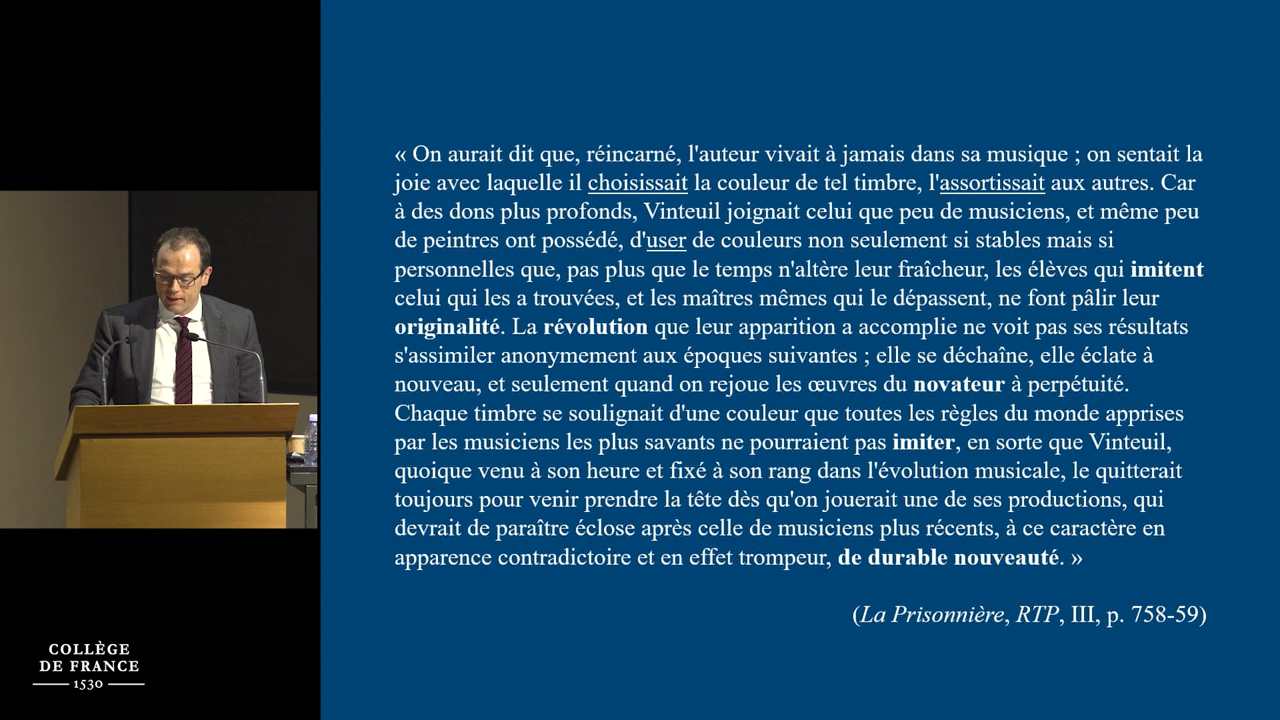 « On aurait dit que, réincarné, l'auteur vivait à jamais dans sa musique ; on sentait la
joie avec laquelle il choisissait la couleur de tel timbre, l'assortissait aux autres. Car
à des dons plus profonds, Vinteuil joignait celui que peu de musiciens, et même peu
de peintres ont possédé, d'user de couleurs non seulement si stables mais si
personnelles que, pas plus que le temps n'altère leur fraîcheur, les élèves qui imitent
celui qui les a trouvées, et les maîtres mêmes qui le dépassent, ne font pâlir leur
originalité. La révolution que leur apparition a accomplie ne voit pas ses résultats
s'assimiler anonymement aux époques suivantes ; elle se déchaîne, elle éclate à
nouveau, et seulement quand on rejoue les œuvres du novateur à perpétuité.
Chaque timbre se soulignait d'une couleur que toutes les règles du monde apprises
par les musiciens les plus savants ne pourraient pas imiter, en sorte que Vinteuil,
quoique venu à son heure et fixé à son rang dans l'évolution musicale, le quitterait
toujours pour venir prendre la tête dès qu'on jouerait une de ses productions, qui
devrait de paraître éclose après celle de musiciens plus récents, à ce caractère en
apparence contradictoire et en effet trompeur, de durable nouveauté. »
(La Prisonnière, RTP, III, p. 758-59)
COLLÈGE
DE FRANCE
1530